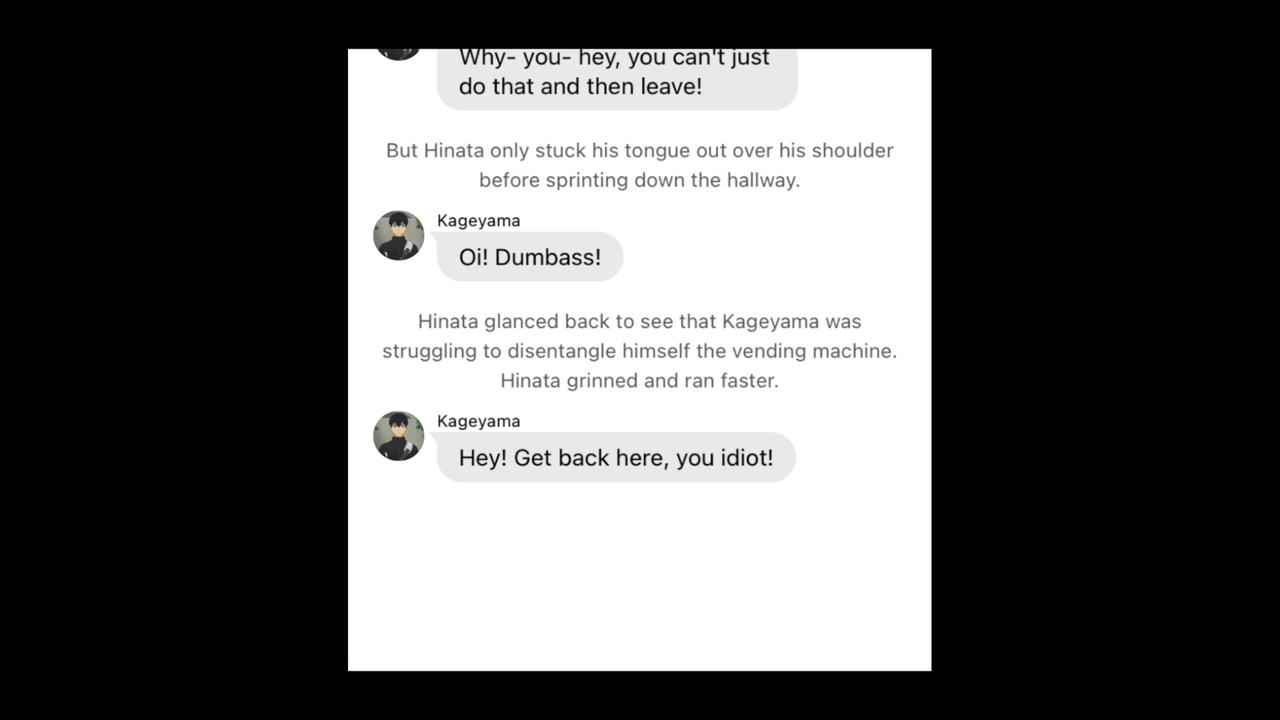 Why- you- hey, you can't just
do that and then leave!
But Hinata only stuck his tongue out over his shoulder
before sprinting down the hallway.
Kageyama
Oi! Dumbass!
Hinata glanced back to see that Kageyama was
struggling to disentangle himself the vending machine.
Hinata grinned and ran faster.
Kageyama
Hey! Get back here, you idiot!